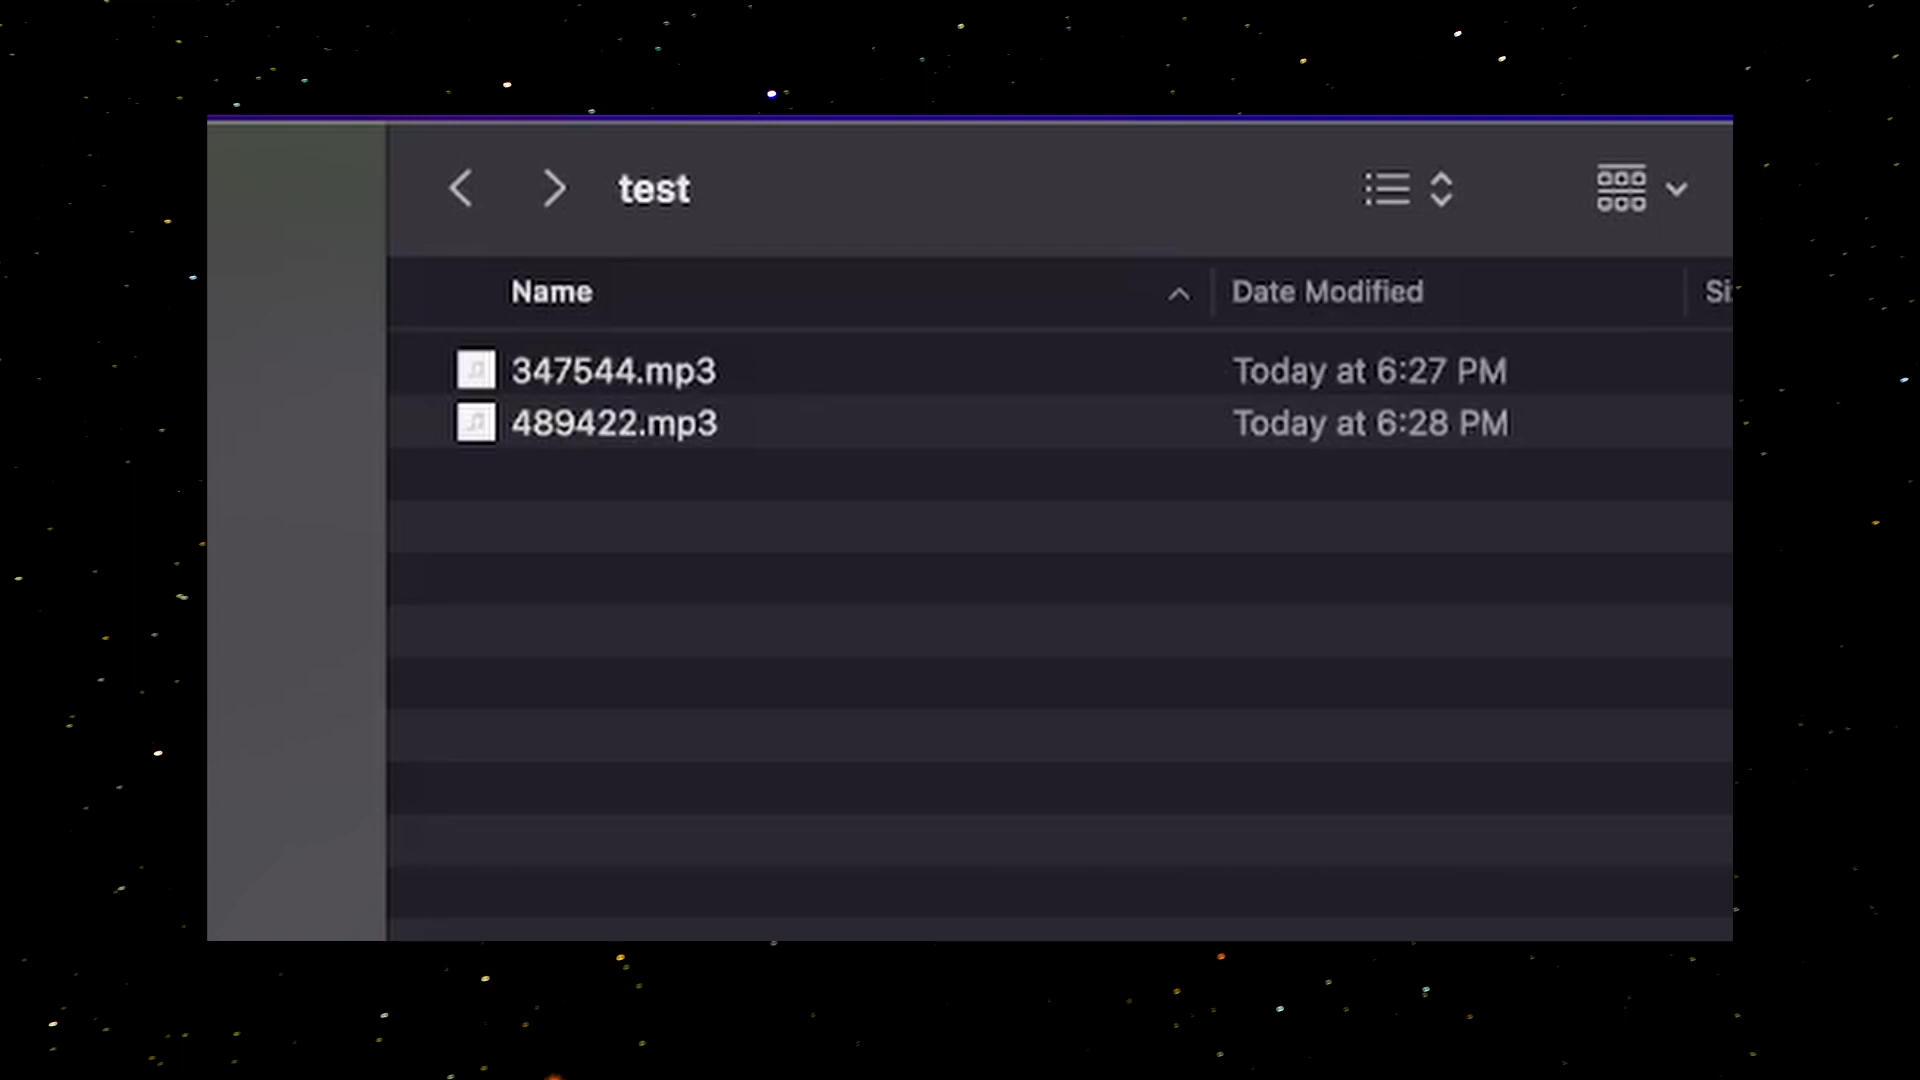 test
Name Date Modified
347544.mp3 Today at 6:27 PM
489422.mp3 Today at 6:28 PM